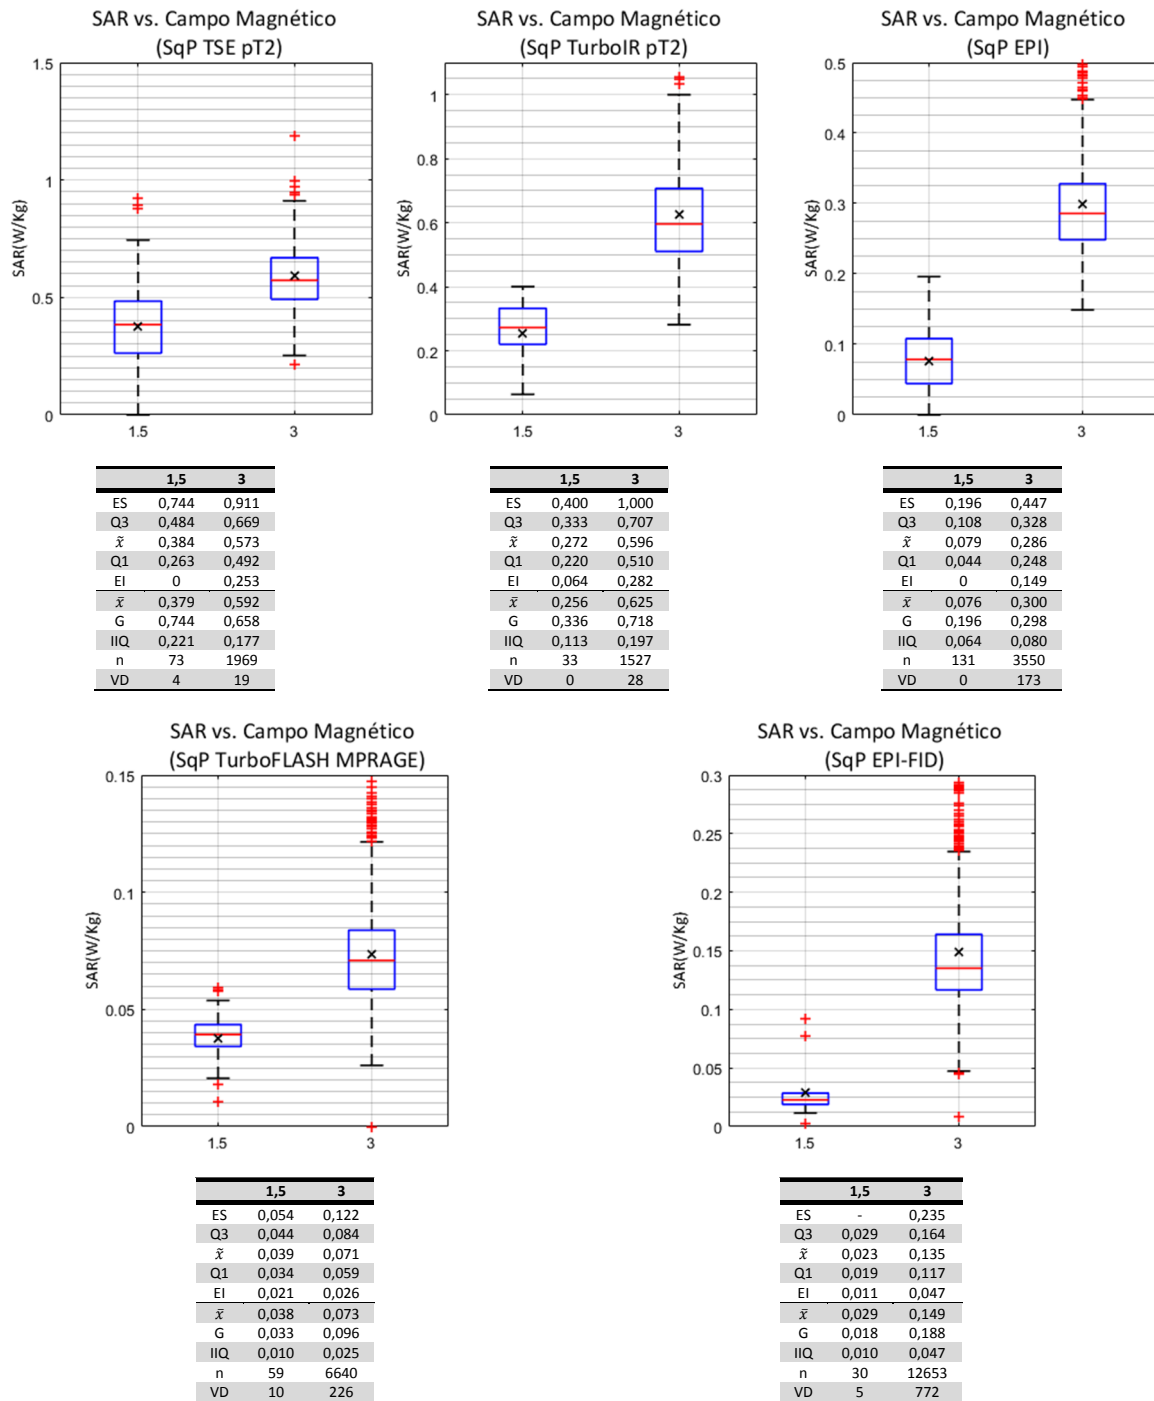 SAR vs. Campo Magnético
(SqP TSE pT2)
SAR(W/Kg)
1.5
1
0.5
0
1.5 3
SAR vs. Campo Magnético
(SqP TurboIR pT2)
SAR(W/Kg)
1
0.8
0.6
0.4
0.2
0
1.5 3
SAR vs. Campo Magnético
(SqP EPI)
SAR(W/Kg)
0.5
0.4
0.3
0.2
0.1
0
1.5 3
1,5 3
ES 0,744 0,911
Q3 0,484 0,669
x̃ 0,384 0,573
Q1 0,263 0,492
EI 0 0,253
x̄ 0,379 0,592
G 0,744 0,658
IIQ 0,221 0,177
n 73 1969
VD 4 19
1,5 3
ES 0,400 1,000
Q3 0,333 0,707
x̃ 0,272 0,596
Q1 0,220 0,510
EI 0,064 0,282
x̄ 0,256 0,625
G 0,336 0,718
IIQ 0,113 0,197
n 33 1527
VD 0 28
1,5 3
ES 0,196 0,447
Q3 0,108 0,328
x̃ 0,079 0,286
Q1 0,044 0,248
EI 0 0,149
x̄ 0,076 0,300
G 0,196 0,298
IIQ 0,064 0,080
n 131 3550
VD 0 173
SAR vs. Campo Magnético
(SqP TurboFLASH MPRAGE)
SAR(W/Kg)
0.15
0.1
0.05
0
1.5 3
SAR vs. Campo Magnético
(SqP EPI-FID)
SAR(W/Kg)
0.3
0.25
0.2
0.15
0.1
0.05
0
1.5 3
1,5 3
ES 0,054 0,122
Q3 0,044 0,084
x̃ 0,039 0,071
Q1 0,034 0,059
EI 0,021 0,026
x̄ 0,038 0,073
G 0,033 0,096
IIQ 0,010 0,025
n 59 6640
VD 10 226
1,5 3
ES - 0,235
Q3 0,029 0,164
x̃ 0,023 0,135
Q1 0,019 0,117
EI 0,011 0,047
x̄ 0,029 0,149
G 0,018 0,188
IIQ 0,010 0,047
n 30 12653
VD 5 772